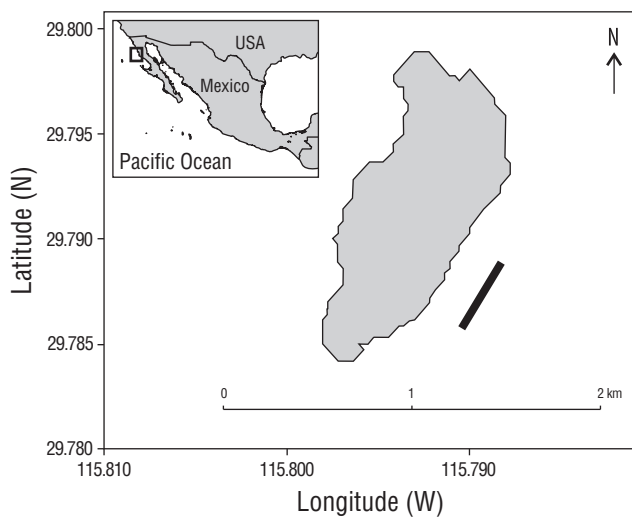 29.800
29.795
29.790
29.785
29.780
Latitude (N)
USA
Mexico
Pacific Ocean
N
0 1 2 km
115.810 115.800 115.790
Longitude (W)